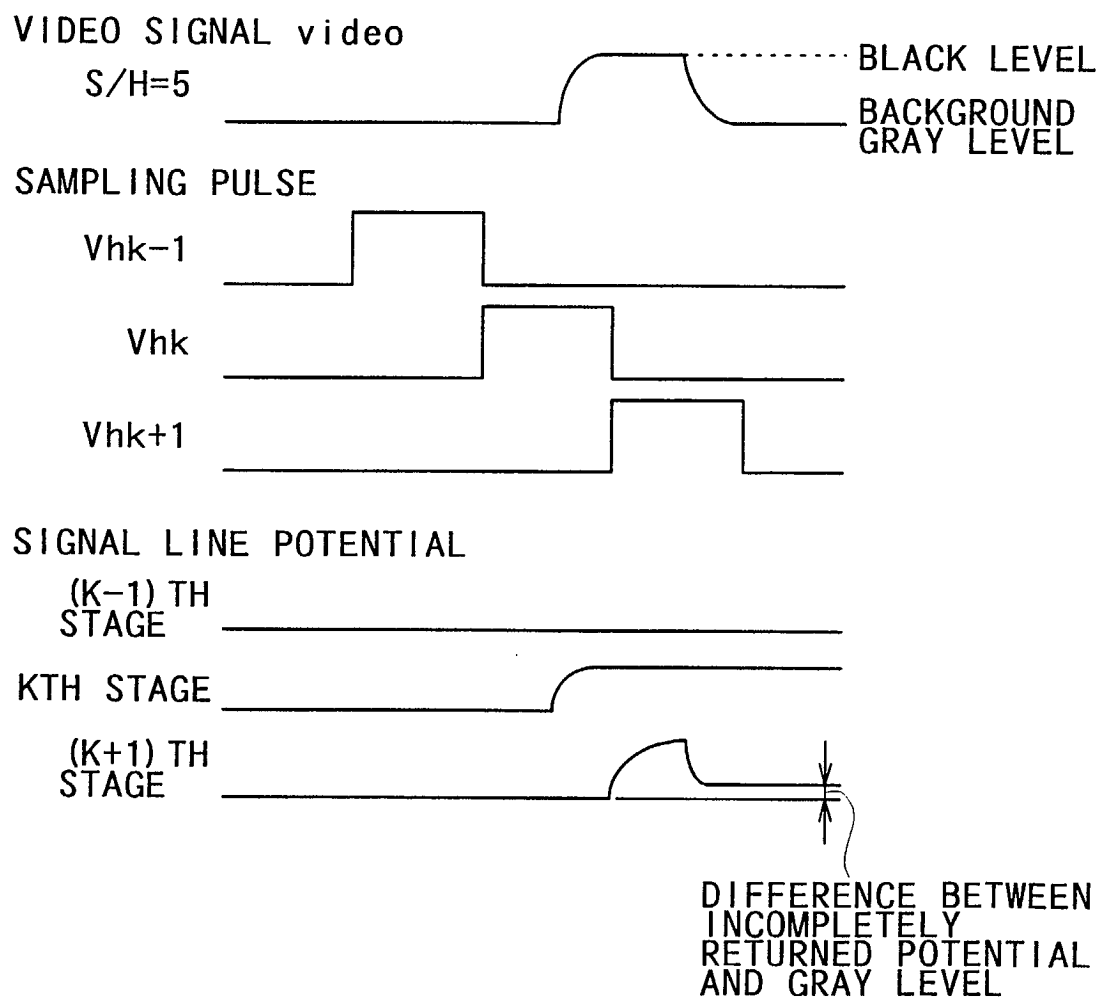 VIDEO SIGNAL video
S/H=5
BLACK LEVEL
BACKGROUND
GRAY LEVEL
SAMPLING PULSE
Vhk-1
Vhk
Vhk+1
SIGNAL LINE POTENTIAL
(K-1) TH
STAGE
KTH STAGE
(K+1) TH
STAGE
DIFFERENCE BETWEEN
INCOMPLETELY
RETURNED POTENTIAL
AND GRAY LEVEL